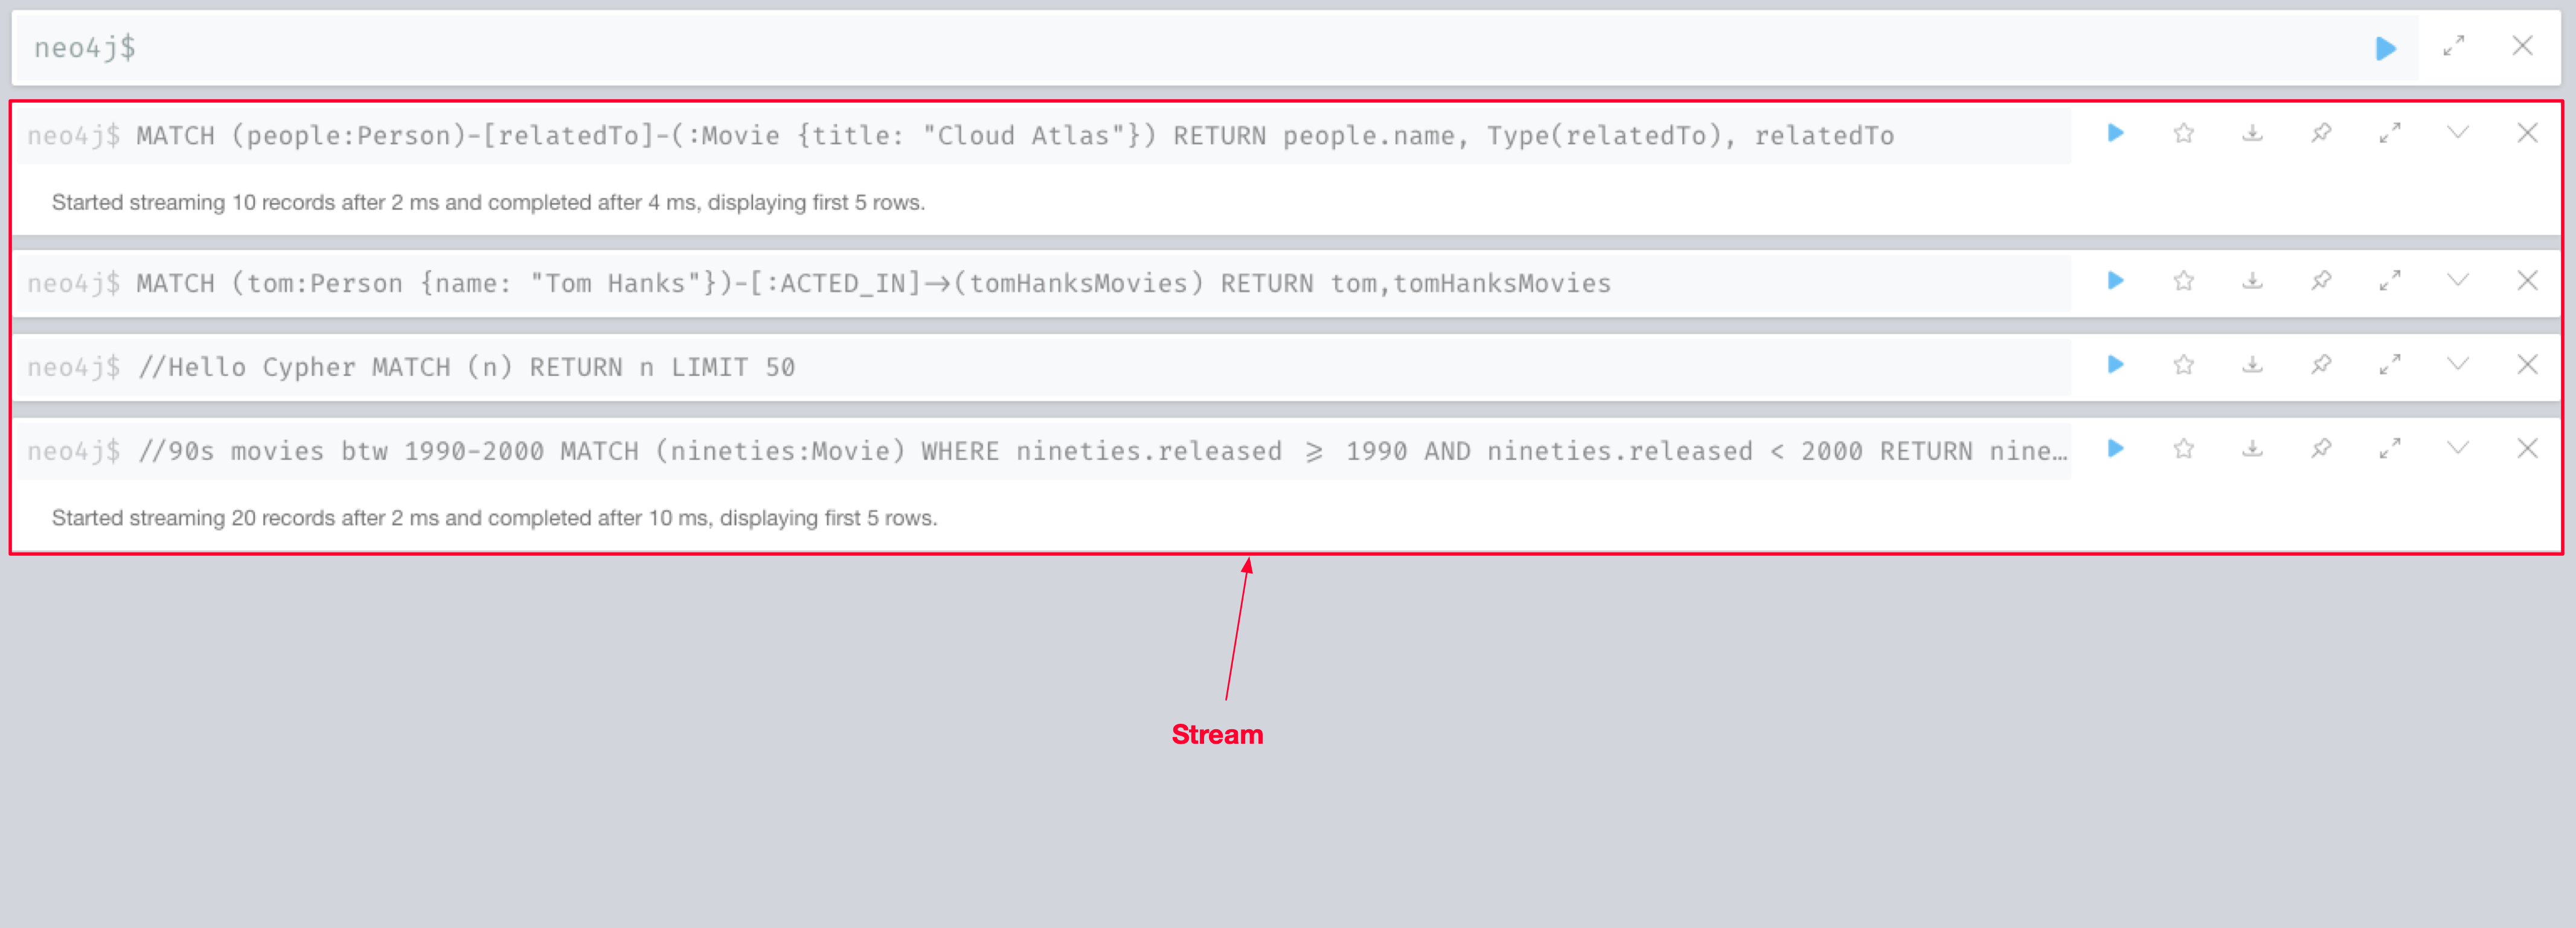 neo4j$
neo4j$ MATCH (people:Person)-[relatedTo]-(:Movie {title: "Cloud Atlas"}) RETURN people.name, Type(relatedTo), relatedTo
Started streaming 10 records after 2 ms and completed after 4 ms, displaying first 5 rows.
neo4j$ MATCH (tom:Person {name: "Tom Hanks"})-[:ACTED_IN]→(tomHanksMovies) RETURN tom,tomHanksMovies
neo4j$ //Hello Cypher MATCH (n) RETURN n LIMIT 50
neo4j$ //90s movies btw 1990-2000 MATCH (nineties:Movie) WHERE nineties.released ⩾ 1990 AND nineties.released < 2000 RETURN nine…
Started streaming 20 records after 2 ms and completed after 10 ms, displaying first 5 rows.
Stream